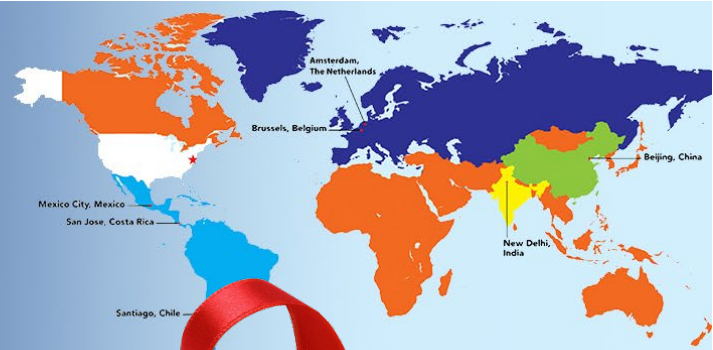 Amsterdam,
The Netherlands
Brussels, Belgium
Beijing, China
Mexico City, Mexico
San Jose, Costa Rica
New Delhi,
India
Santiago, Chile